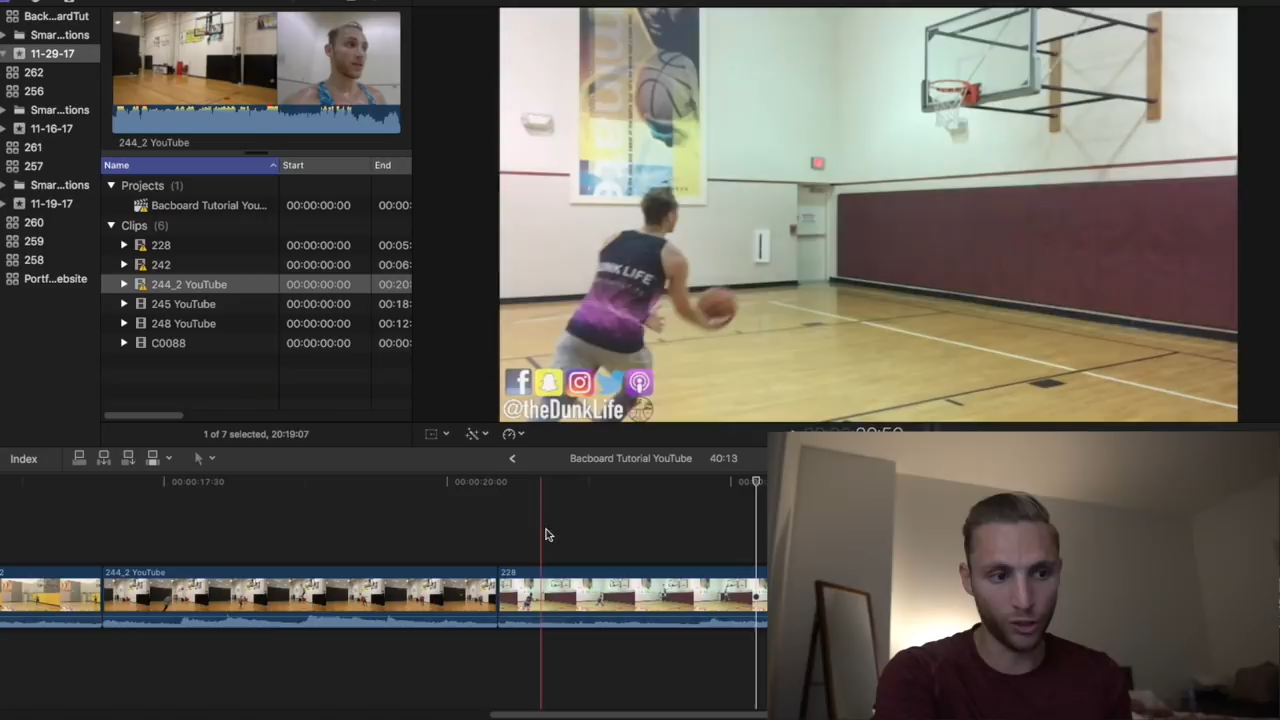 Back...ardTut
Smar...tions
11-29-17
262
256
Smar...tions
11-16-17
261
257
Smar...tions
11-19-17
260
259
258
Portf...ebsite
244_2 YouTube
Name
Start
End
Projects (1)
Bacboard Tutorial You...
00:00:00:00
00:00:
Clips (6)
228
00:00:00:00
00:05:
242
00:00:00:00
00:06:
244_2 YouTube
00:00:00:00
00:20:
245 YouTube
00:00:00:00
00:18:
248 YouTube
00:00:00:00
00:12:
C0088
00:00:00:00
00:00:
1 of 7 selected, 20:19:07
DUNK LIFE
@theDunkLife
Index
Bacboard Tutorial YouTube
40:13
00:00:17:30
00:00:20:00
00:0
2
244_2 YouTube
228